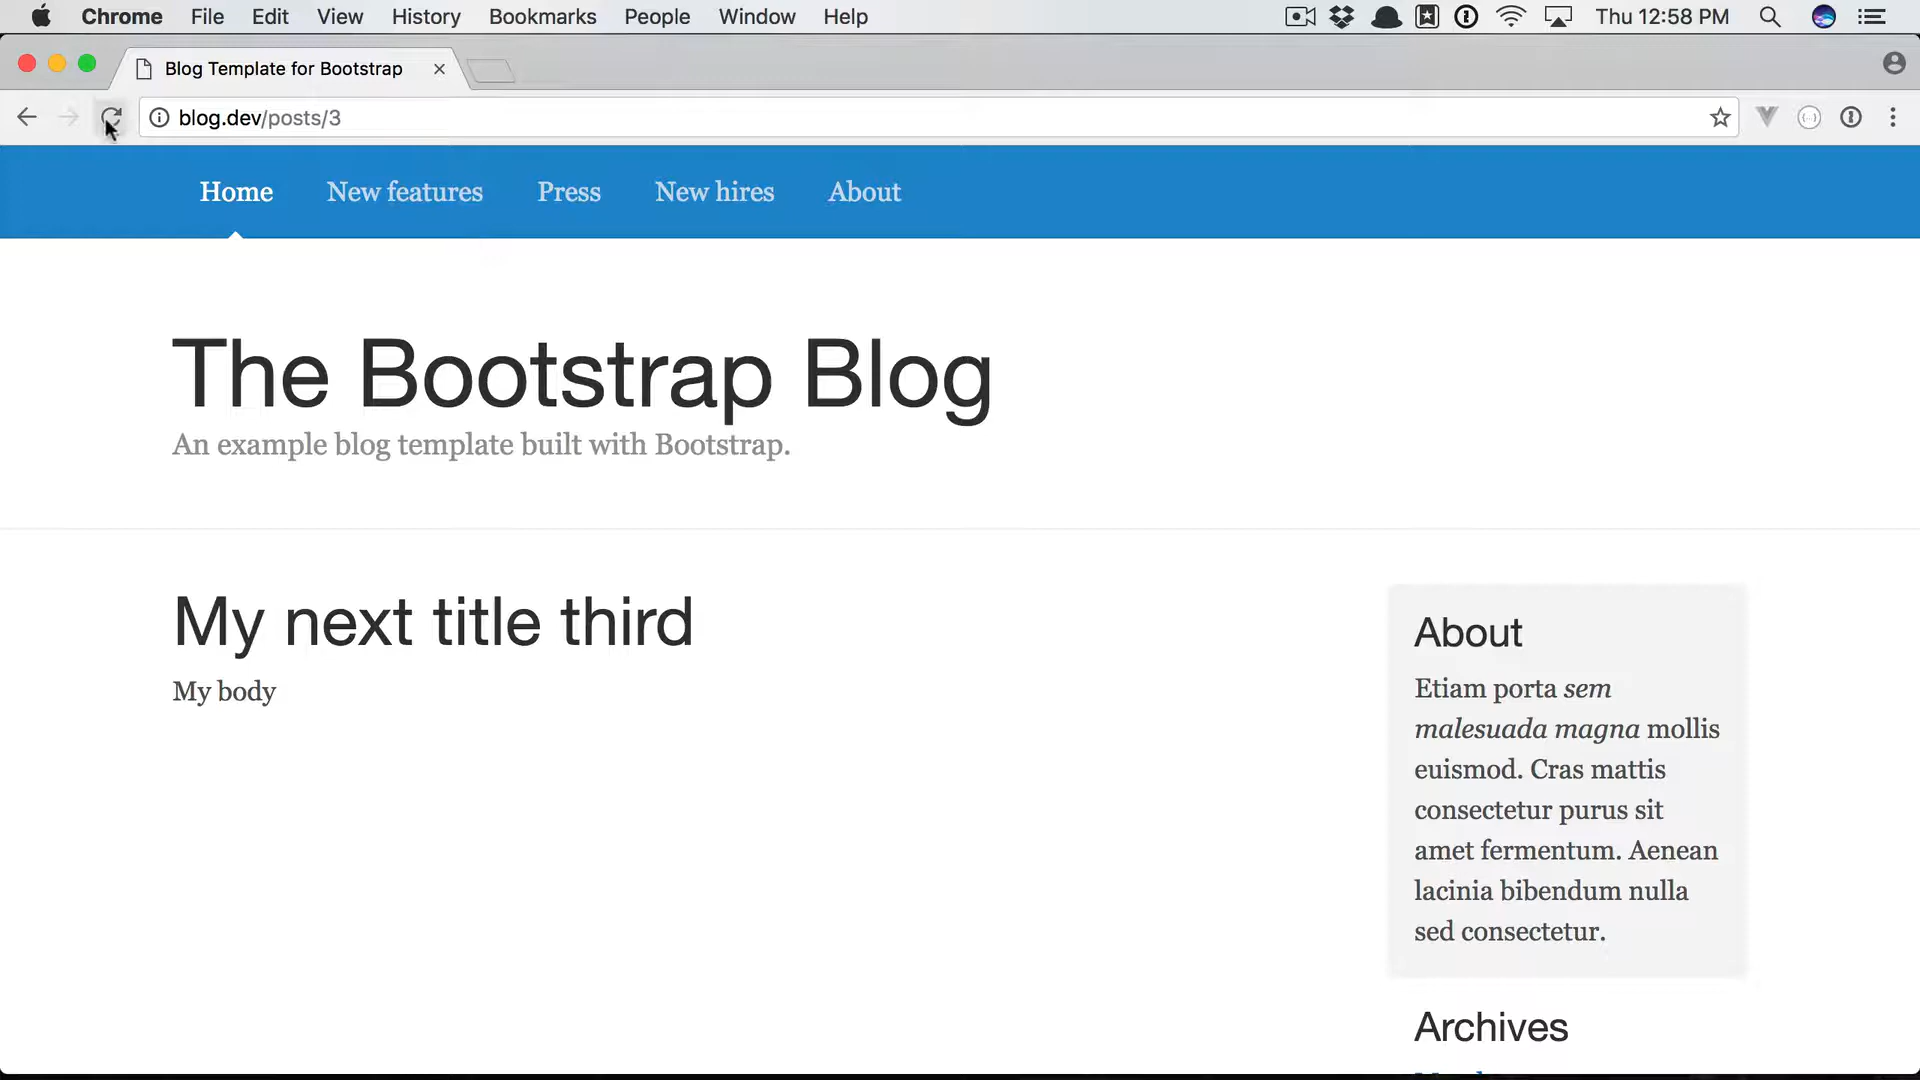 Chrome File Edit View History Bookmarks People Window Help Thu 12:58 PM
Blog Template for Bootstrap
blog.dev/posts/3
Home New features Press New hires About
The Bootstrap Blog
An example blog template built with Bootstrap.
My next title third
My body
About
Etiam porta sem
malesuada magna mollis
euismod. Cras mattis
consectetur purus sit
amet fermentum. Aenean
lacinia bibendum nulla
sed consectetur.
Archives